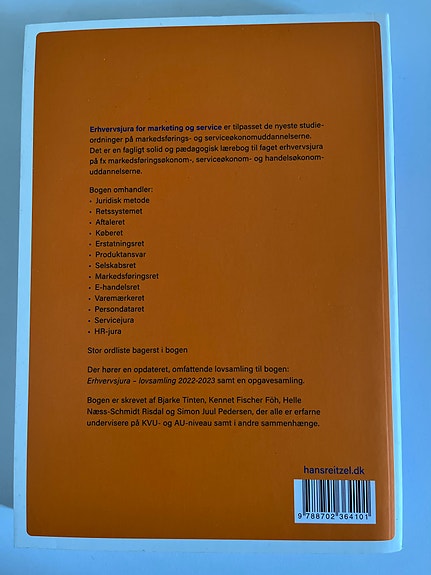 Erhvervsjura for marketing og service er tilpasset de nyeste studie-
ordninger på markedsførings- og serviceøkonomuddannelserne.
Det er en fagligt solid og pædagogisk lærebog til faget erhvervsjura
på fx markedsføringsøkonom-, serviceøkonom- og handelsøkonom-
uddannelserne.
Bogen omhandler:
• Juridisk metode
• Retssystemet
• Aftaleret
• Køberet
• Erstatningsret
• Produktansvar
• Selskabsret
• Markedsføringsret
• E-handelsret
• Varemærkeret
• Persondataret
• Servicejura
• HR-jura
Stor ordliste bagerst i bogen
Der hører en opdateret, omfattende lovsamling til bogen:
Erhvervsjura – lovsamling 2022-2023 samt en opgavesamling.
Bogen er skrevet af Bjarke Tinten, Kennet Fischer Föh, Helle
Næss-Schmidt Risdal og Simon Juul Pedersen, der alle er erfarne
undervisere på KVU- og AU-niveau samt i andre sammenhænge.
hansreitzel.dk
9 788702 364101